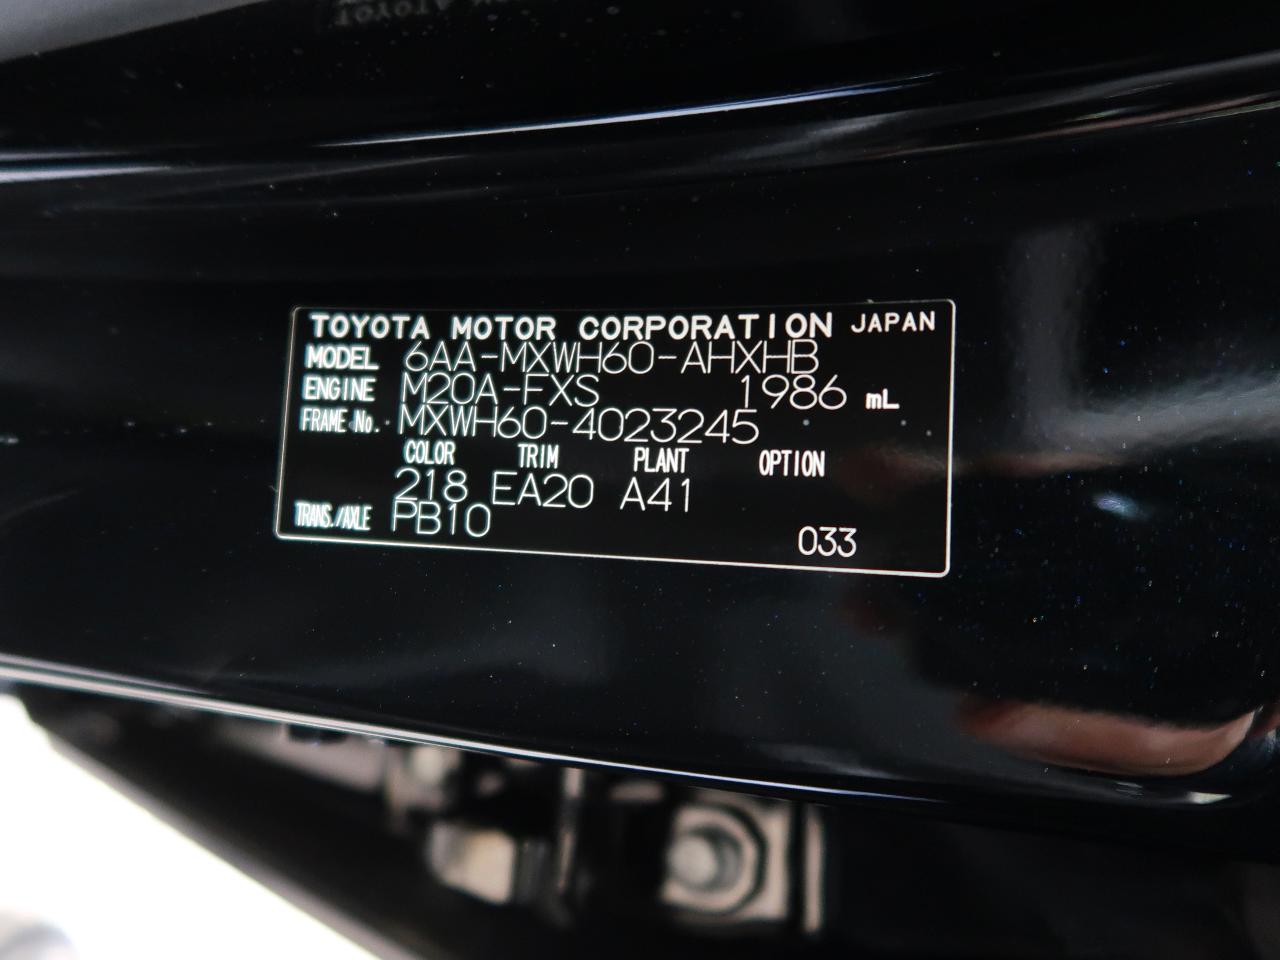 TOYOTA MOTOR CORPORATION JAPAN
MODEL 6AA-MXWH60-AHXHB
ENGINE M20A-FXS 1986 mL
FRAME No. MXWH60-4023245
COLOR TRIM PLANT OPTION
218 EA20 A41
TRANS./AXLE PB10
033